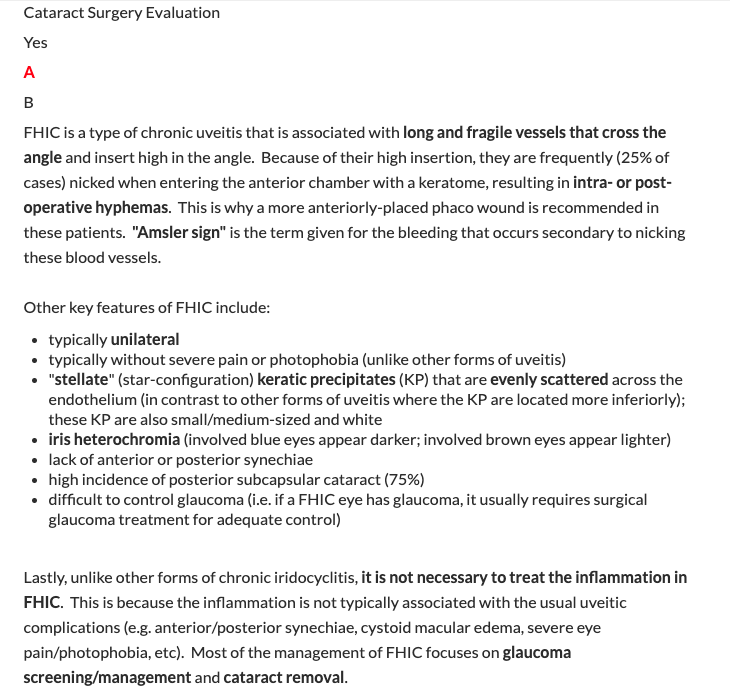 Cataract Surgery Evaluation
Yes
A
B
FHIC is a type of chronic uveitis that is associated with long and fragile vessels that cross the
angle and insert high in the angle. Because of their high insertion, they are frequently (25% of
cases) nicked when entering the anterior chamber with a keratome, resulting in intra- or post-
operative hyphemas. This is why a more anteriorly-placed phaco wound is recommended in
these patients. "Amsler sign" is the term given for the bleeding that occurs secondary to nicking
these blood vessels.
Other key features of FHIC include:
• typically unilateral
• typically without severe pain or photophobia (unlike other forms of uveitis)
• "stellate" (star-configuration) keratic precipitates (KP) that are evenly scattered across the
endothelium (in contrast to other forms of uveitis where the KP are located more inferiorly);
these KP are also small/medium-sized and white
• iris heterochromia (involved blue eyes appear darker; involved brown eyes appear lighter)
• lack of anterior or posterior synechiae
• high incidence of posterior subcapsular cataract (75%)
• difficult to control glaucoma (i.e. if a FHIC eye has glaucoma, it usually requires surgical
glaucoma treatment for adequate control)
Lastly, unlike other forms of chronic iridocyclitis, it is not necessary to treat the inflammation in
FHIC. This is because the inflammation is not typically associated with the usual uveitic
complications (e.g. anterior/posterior synechiae, cystoid macular edema, severe eye
pain/photophobia, etc). Most of the management of FHIC focuses on glaucoma
screening/management and cataract removal.